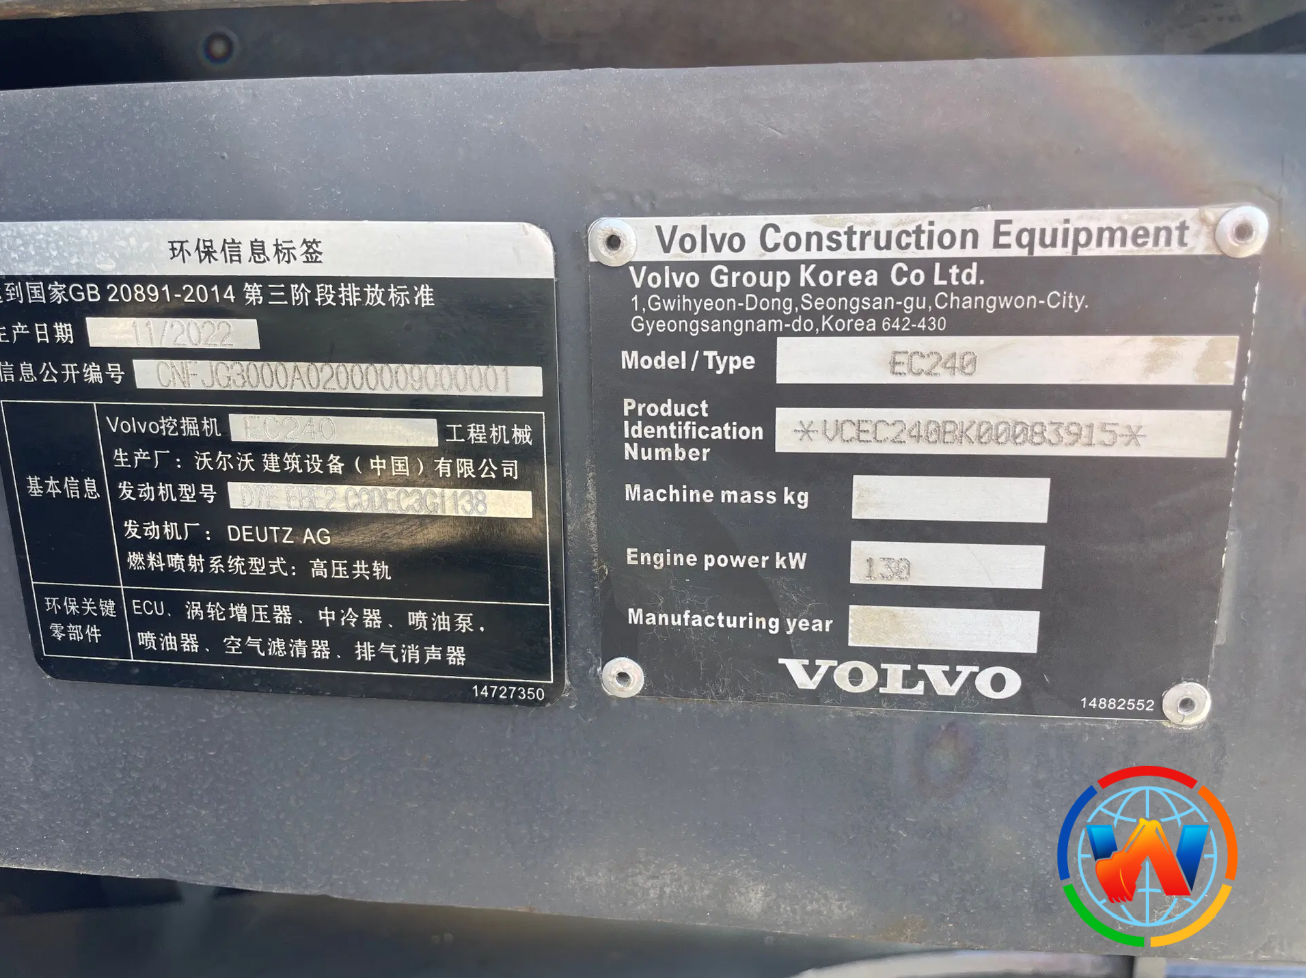 环保信息标签
到国家GB 20891-2014 第三阶段排放标准
生产日期 11/2022
信息公开编号 CNFJG3000A02000009000001
Volvo挖掘机 EC240 工程机械
生产厂：沃尔沃 建筑设备（中国）有限公司
基本信息
发动机型号
发动机厂：DEUTZ AG
燃料喷射系统型式：高压共轨
环保关键
零部件
ECU、涡轮增压器、中冷器、喷油泵，
喷油器、空气滤清器、排气消声器
14727350
Volvo Construction Equipment
Volvo Group Korea Co Ltd.
1,Gwihyeon-Dong,Seongsan-gu,Changwon-City.
Gyeongsangnam-do,Korea 642-430
Model/Type EC240
Product
Identification
Number
*VCEC240BK00083915*
Machine mass kg
Engine power kW 130
Manufacturing year
VOLVO
14882552